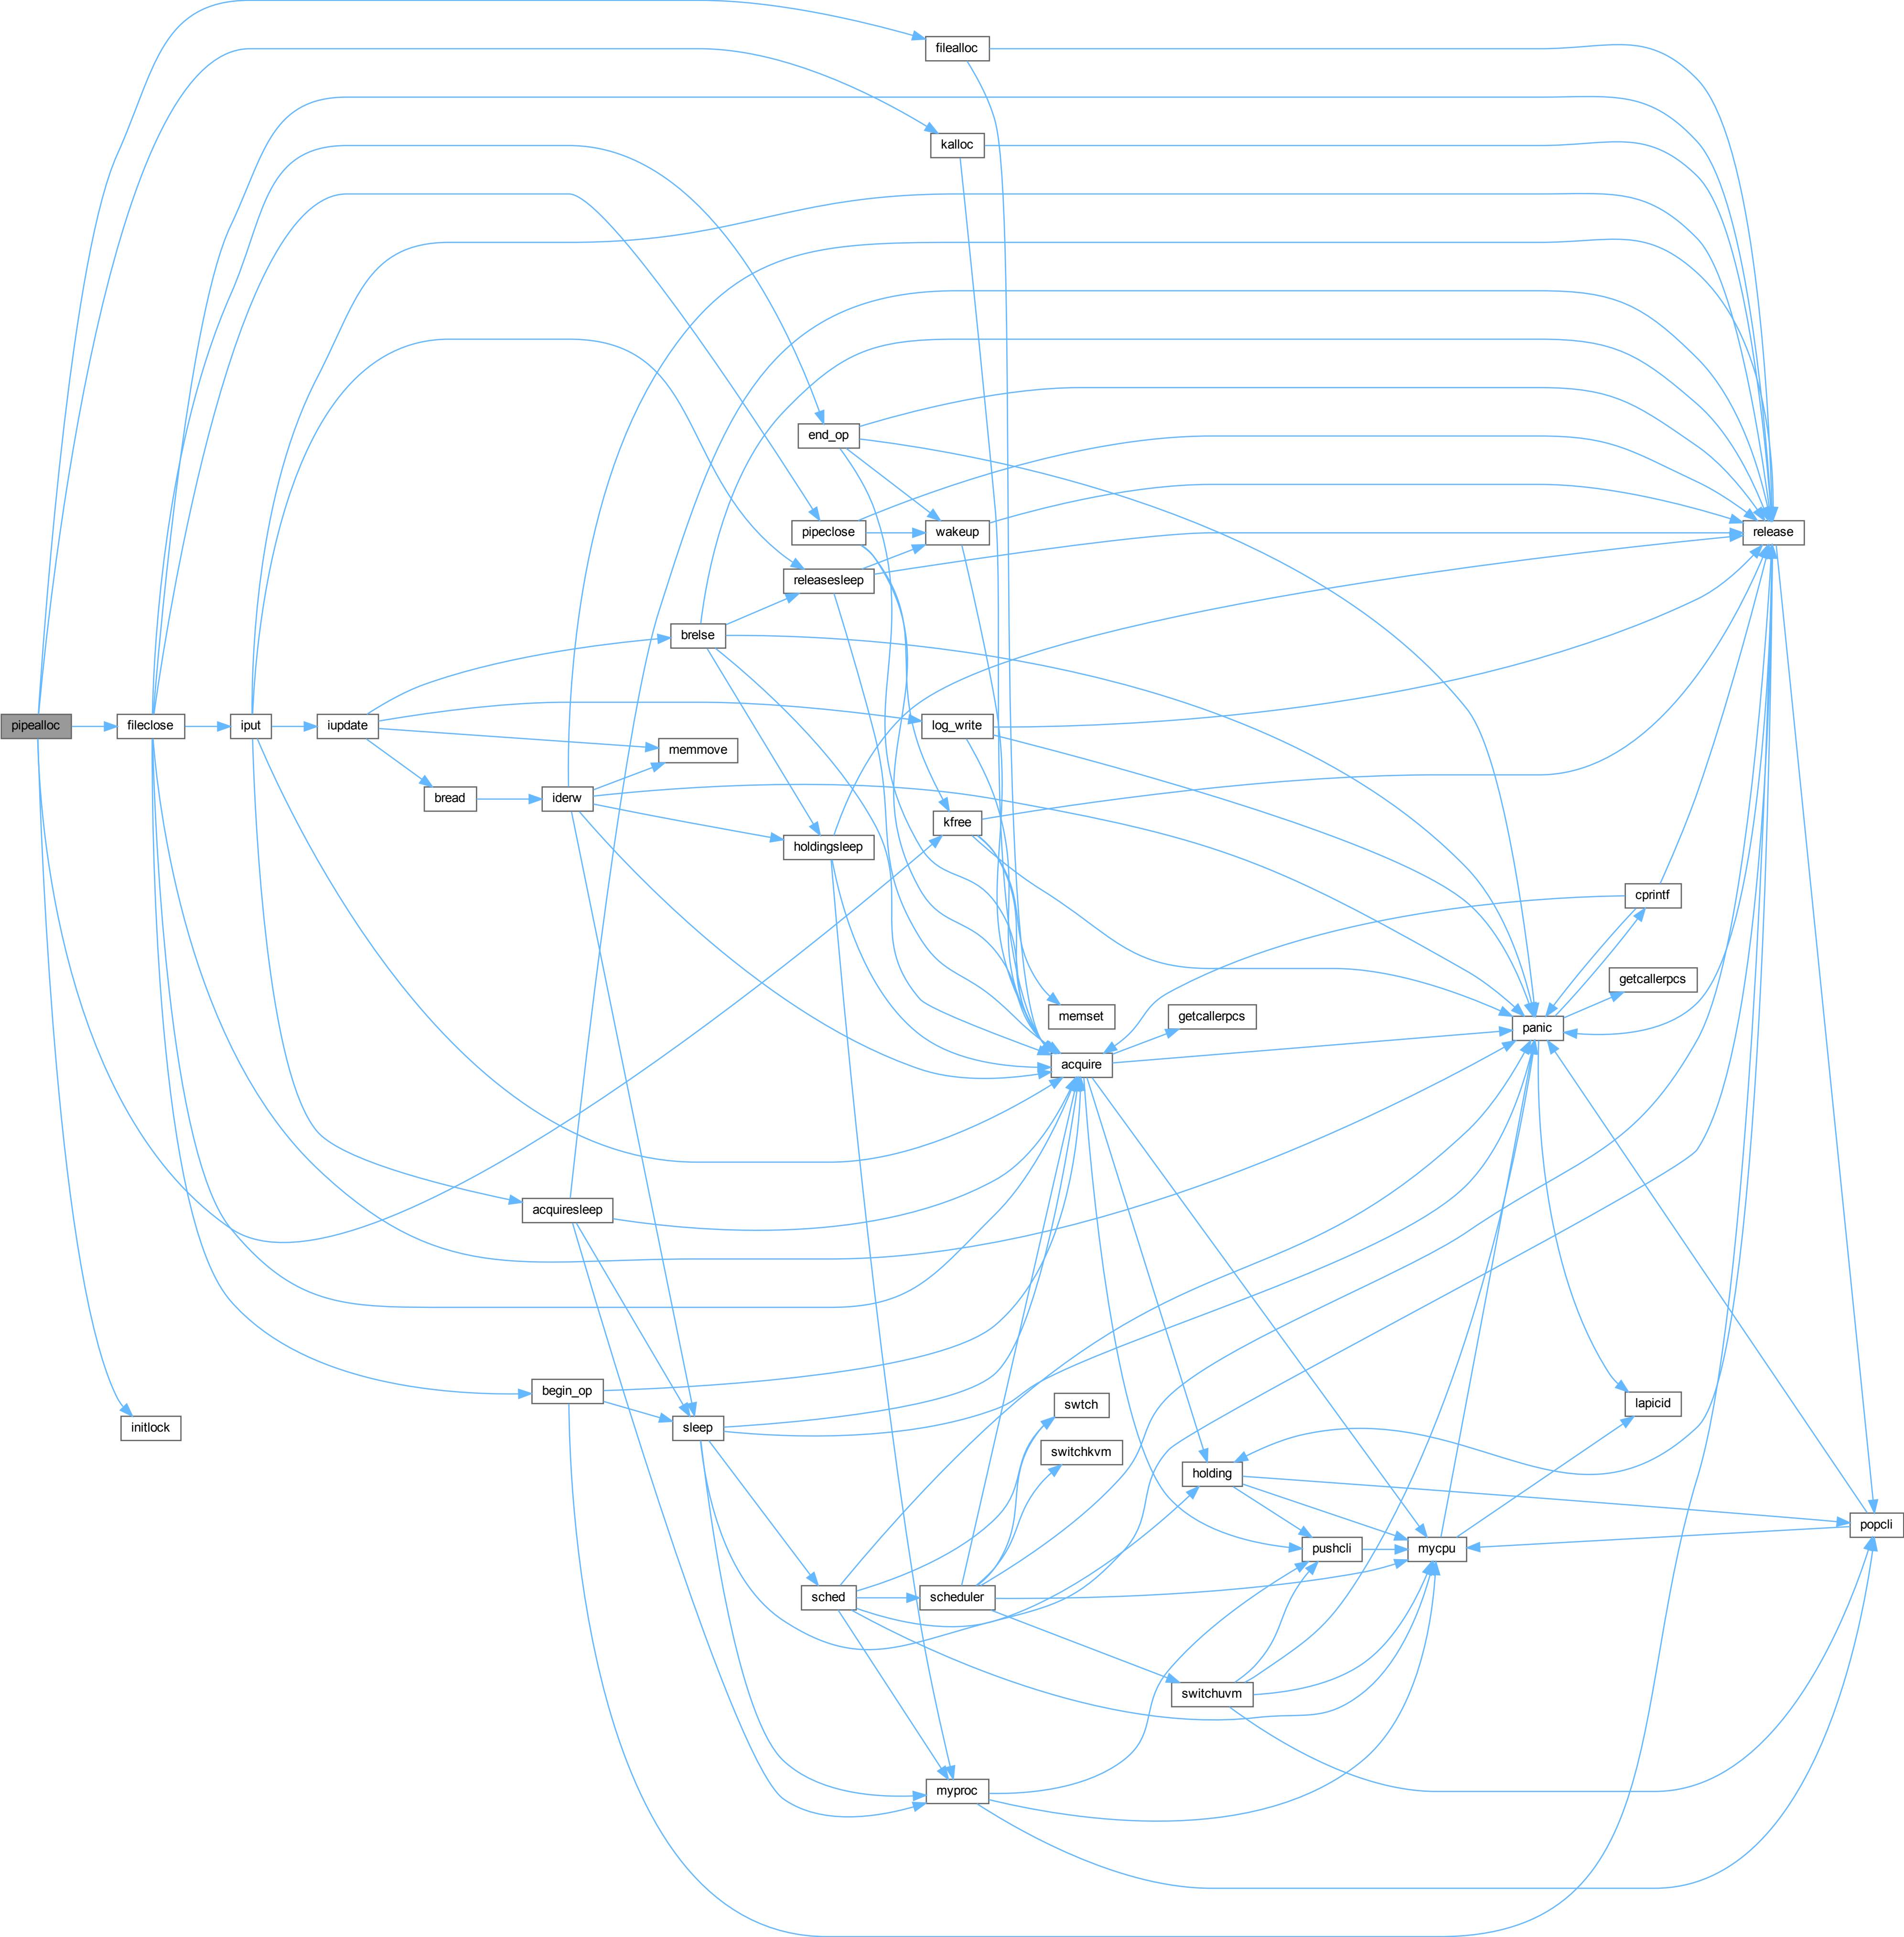 filealloc
kalloc
end_op
pipeclose
wakeup
release
releasesleep
brelse
pipealloc
fileclose
iput
iupdate
log_write
memmove
bread
iderw
kfree
holdingsleep
cprintf
getcallerpcs
memset
getcallerpcs
panic
acquire
acquiresleep
begin_op
swtch
lapicid
initlock
sleep
switchkvm
holding
popcli
pushcli
mycpu
sched
scheduler
switchuvm
myproc